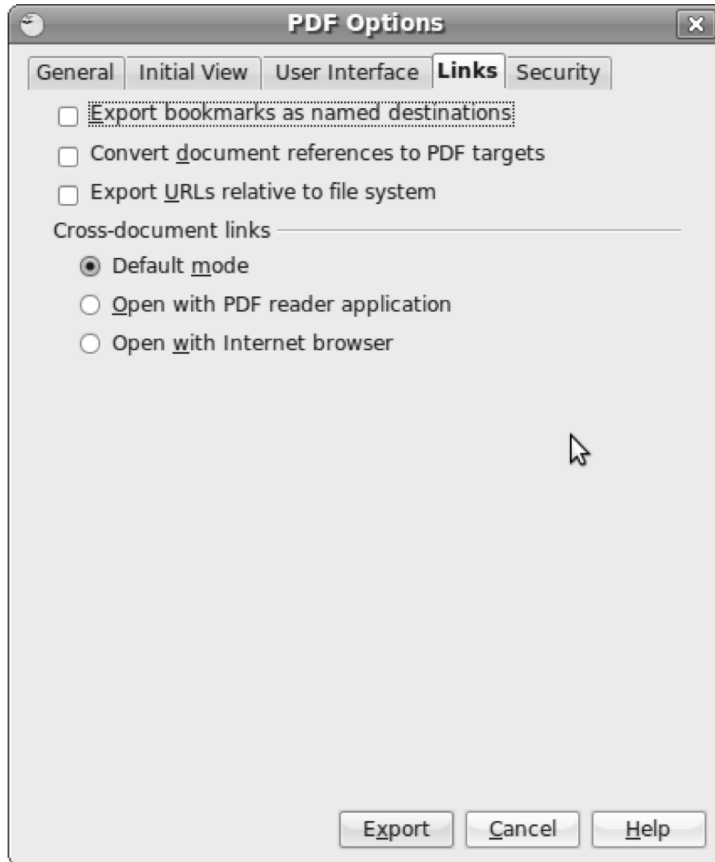 PDF Options
General Initial View User Interface Links Security
Export bookmarks as named destinations
Convert document references to PDF targets
Export URLs relative to file system
Cross-document links
Default mode
Open with PDF reader application
Open with Internet browser
Export Cancel Help